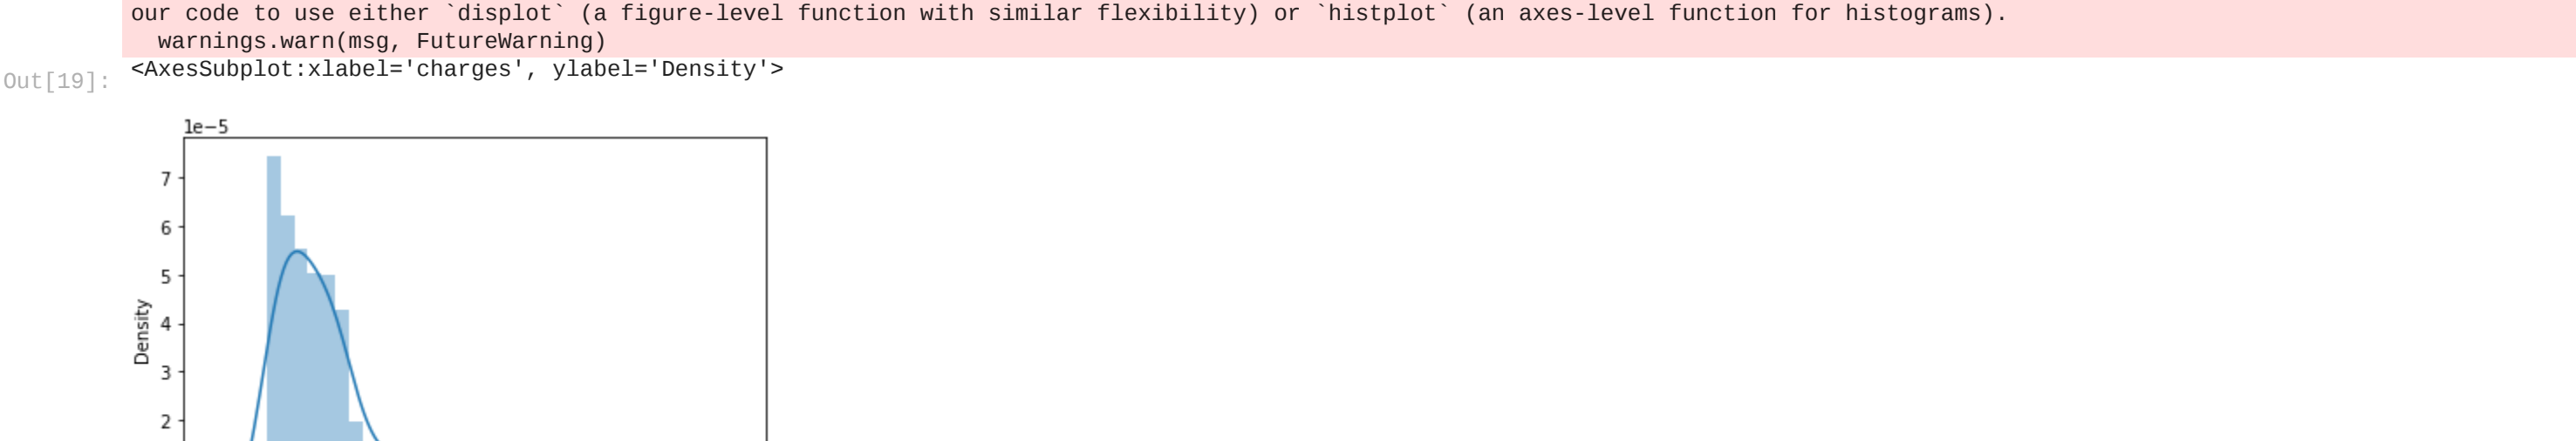 our code to use either `displot` (a figure-level function with similar flexibility) or `histplot` (an axes-level function for histograms).
  warnings.warn(msg, FutureWarning)
Out[19]: <AxesSubplot:xlabel='charges', ylabel='Density'>
1e−5
7
6
5
4
3
2
Density